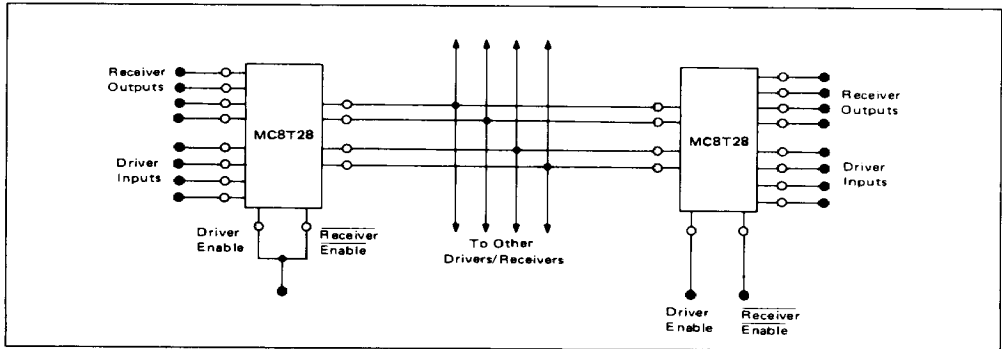 Receiver
Outputs
MC8T28
Driver
Inputs
Driver
Enable
Receiver
Enable
To Other
Drivers/Receivers
MC8T28
Receiver
Outputs
Driver
Inputs
Driver
Enable
Receiver
Enable